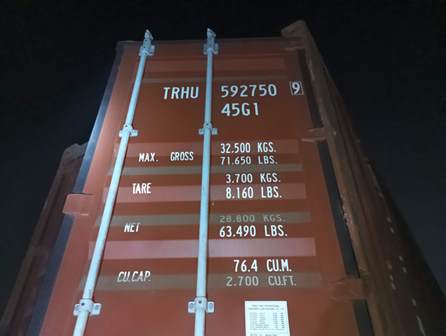 TRHU 592750 9
45G1
MAX. GROSS 32.500 KGS.
71.650 LBS.
TARE 3.700 KGS.
8.160 LBS.
NET 28.800 KGS.
63.490 LBS.
CU.CAP. 76.4 CU.M.
2.700 CU.FT.